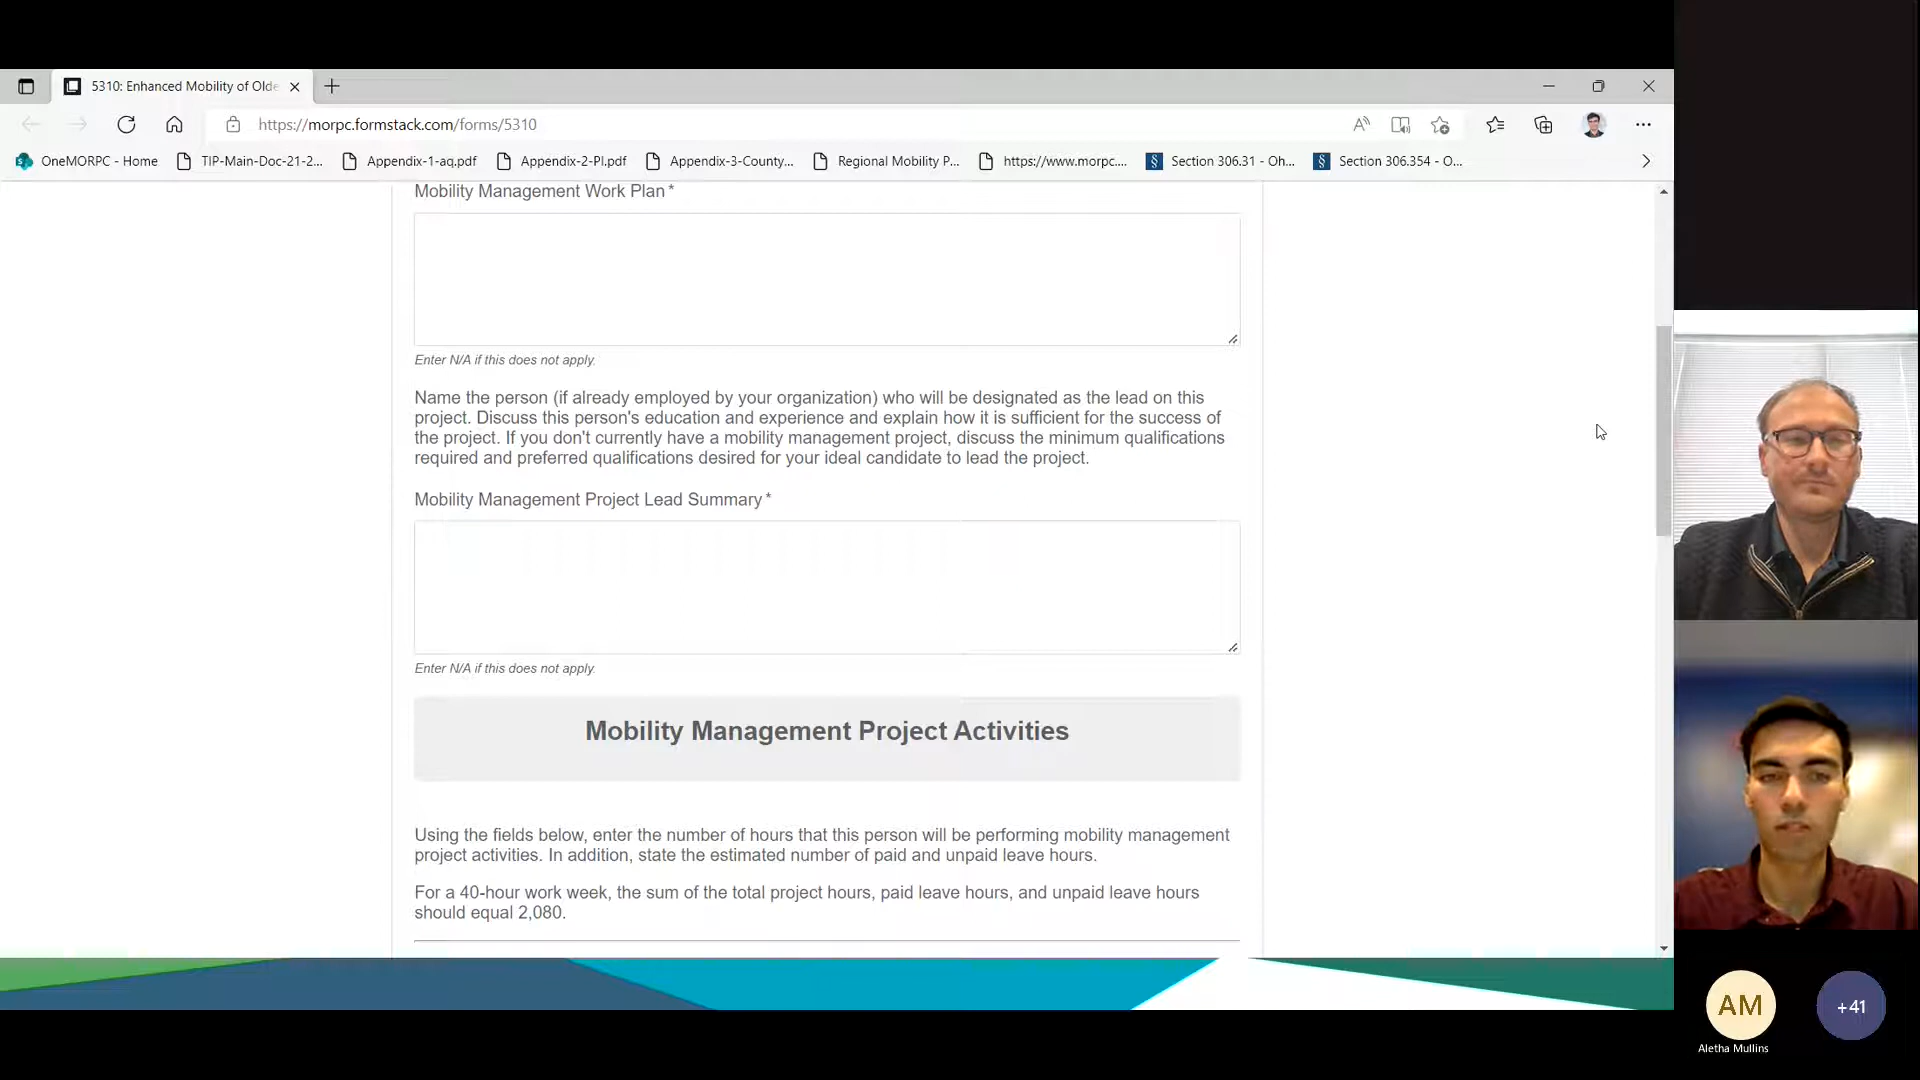 5310: Enhanced Mobility of Olde
https://morpc.formstack.com/forms/5310
OneMORPC - Home
TIP-Main-Doc-21-2...
Appendix-1-aq.pdf
Appendix-2-PI.pdf
Appendix-3-County...
Regional Mobility P...
https://www.morpc....
§ Section 306.31 - Oh...
§ Section 306.354 - O...
Mobility Management Work Plan *
Enter N/A if this does not apply.
Name the person (if already employed by your organization) who will be designated as the lead on this
project. Discuss this person's education and experience and explain how it is sufficient for the success of
the project. If you don't currently have a mobility management project, discuss the minimum qualifications
required and preferred qualifications desired for your ideal candidate to lead the project.
Mobility Management Project Lead Summary *
Enter N/A if this does not apply.
Mobility Management Project Activities
Using the fields below, enter the number of hours that this person will be performing mobility management
project activities. In addition, state the estimated number of paid and unpaid leave hours.
For a 40-hour work week, the sum of the total project hours, paid leave hours, and unpaid leave hours
should equal 2,080.
AM
+41
Aletha Mullins